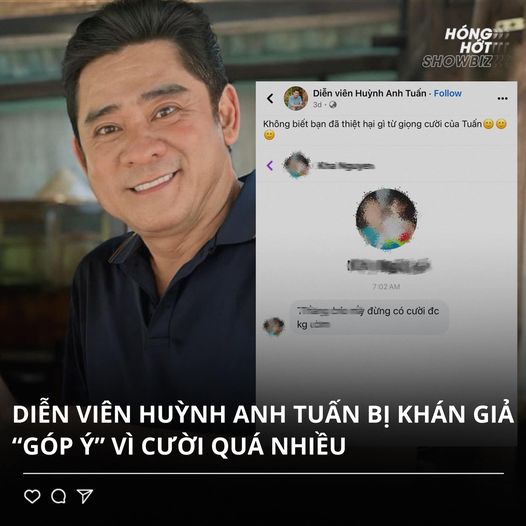 HÓNG
HỚT
SHOWBIZ
Diễn viên Huỳnh Anh Tuấn · Follow
3d
Không biết bạn đã thiệt hại gì từ giọng cười của Tuấn
7:02 AM
đừng có cười đc
kg
DIỄN VIÊN HUỲNH ANH TUẤN BỊ KHÁN GIẢ
“GÓP Ý” VÌ CƯỜI QUÁ NHIỀU